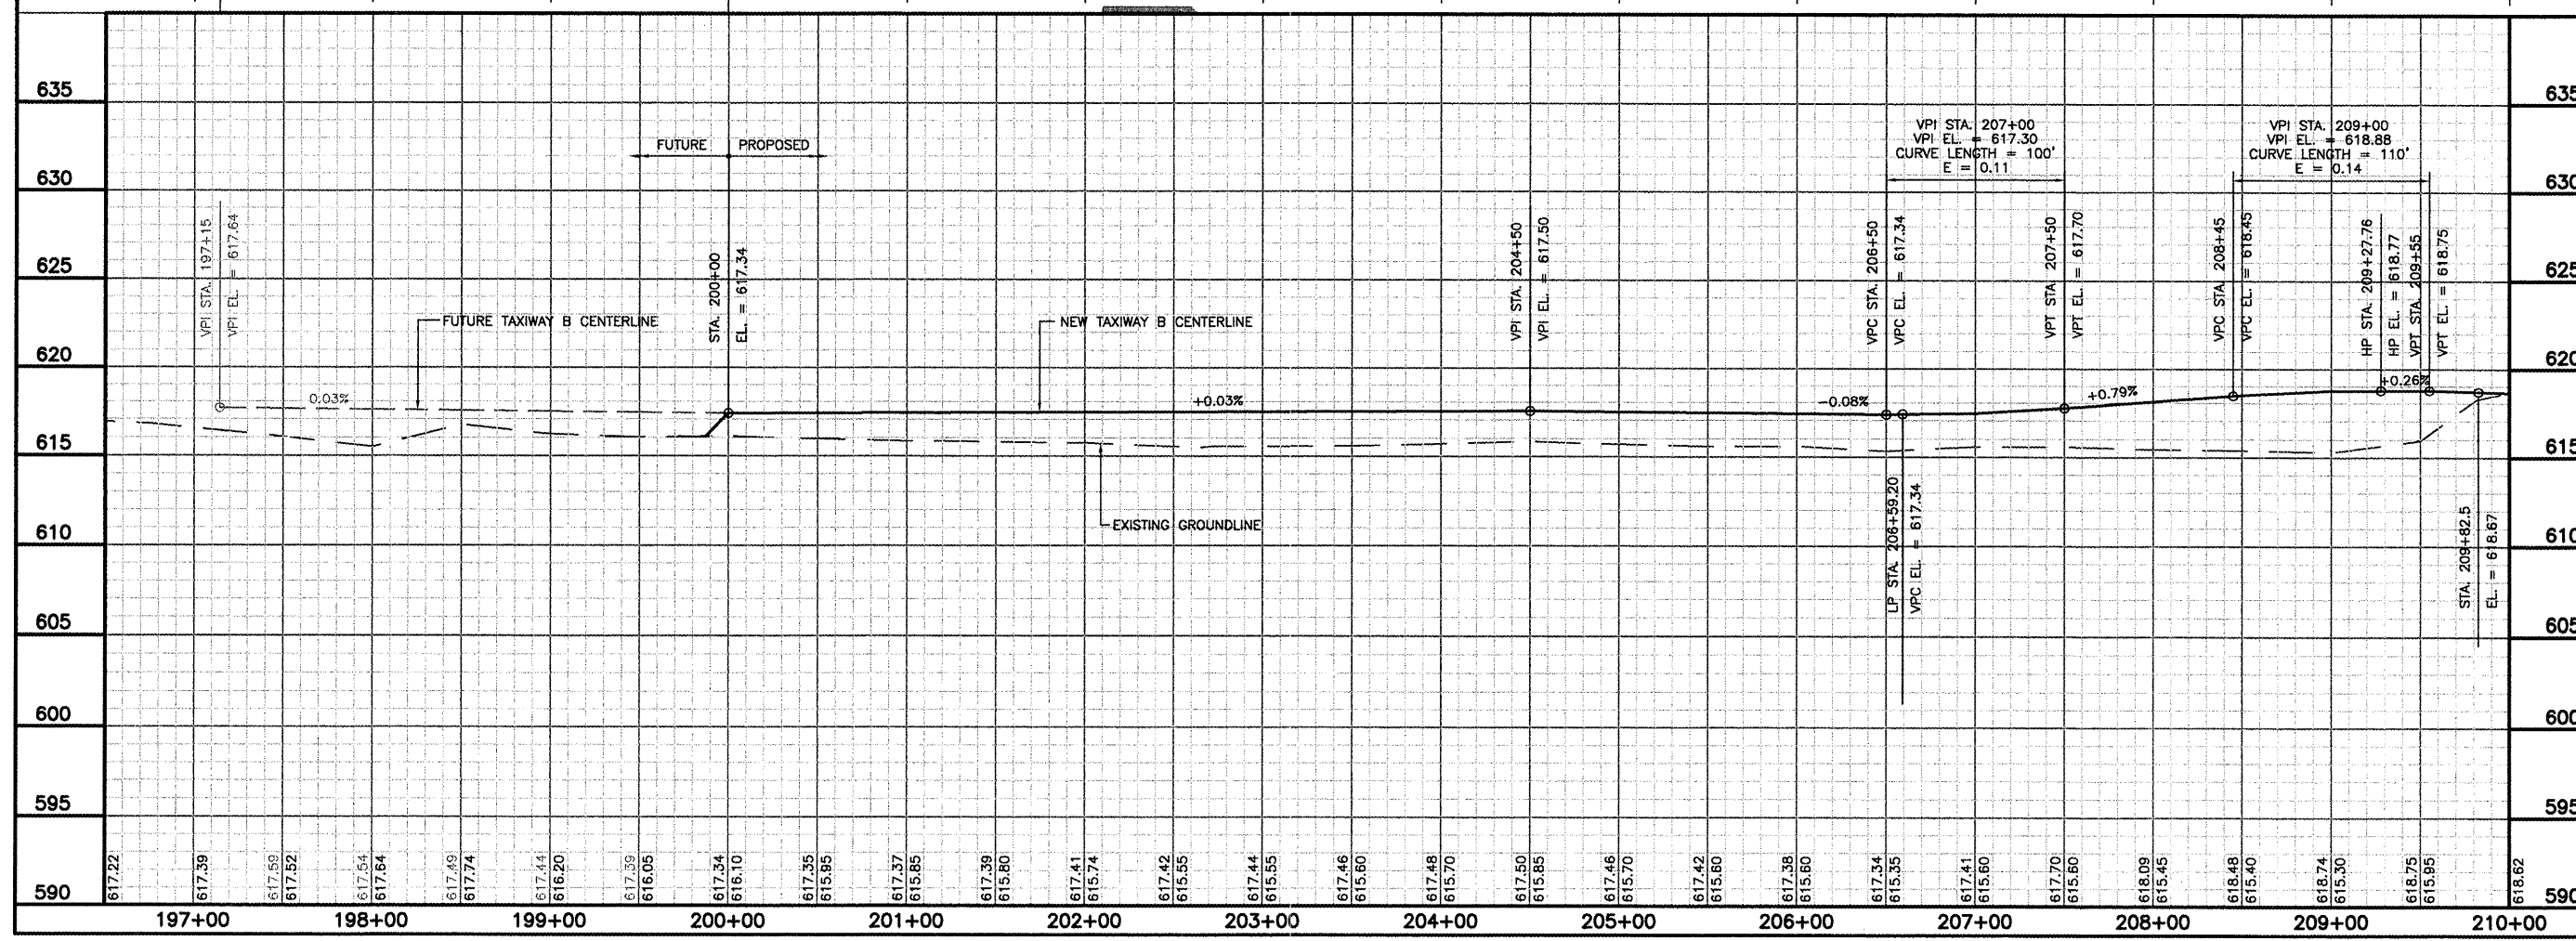 635
630
625
620
615
610
605
600
595
590
635
630
625
620
615
610
605
600
595
590
FUTURE
PROPOSED
VPI STA. 197+15
VPI EL. = 617.64
0.03%
FUTURE TAXIWAY B CENTERLINE
STA. 200+00
EL. = 617.34
NEW TAXIWAY B CENTERLINE
+0.03%
EXISTING GROUNDLINE
VPI STA. 204+50
VPI EL. = 617.50
-0.08%
VPI STA. 207+00
VPI EL. = 617.30
CURVE LENGTH = 100'
E = 0.11
VPC STA. 206+50
VPC EL. = 617.34
LP STA. 206+59.20
VPC EL. = 617.34
VPT STA. 207+50
VPT EL. = 617.70
+0.79%
VPI STA. 209+00
VPI EL. = 618.88
CURVE LENGTH = 110'
E = 0.14
VPC STA. 208+45
VPC EL. = 618.45
HP STA. 209+27.76
HP EL. = 618.77
VPT STA. 209+55
VPT EL. = 618.75
+0.26%
STA. 209+82.5
EL. = 618.67
617.22
617.39
617.59
617.52
617.54
617.64
617.49
617.74
617.44
616.20
617.39
616.05
617.34
616.10
617.35
615.95
617.37
615.85
617.39
615.80
617.41
615.74
617.42
615.55
617.44
615.55
617.46
615.60
617.48
615.70
617.50
615.85
617.46
615.70
617.42
615.60
617.38
615.60
617.34
615.35
617.41
615.60
617.70
615.60
618.09
615.45
618.48
615.40
618.74
615.30
618.75
615.95
618.62
197+00
198+00
199+00
200+00
201+00
202+00
203+00
204+00
205+00
206+00
207+00
208+00
209+00
210+00